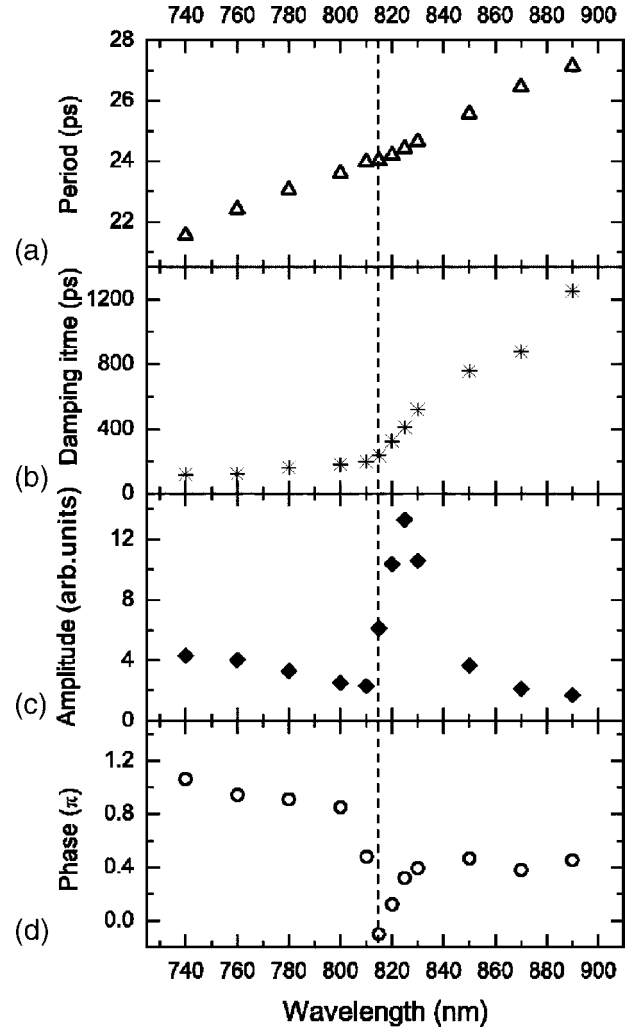 740 760 780 800 820 840 860 880 900
28
26
24
22
Period (ps)
(a)
1200
800
400
0
Damping itme (ps)
(b)
12
8
4
0
Amplitude (arb.units)
(c)
1.2
0.8
0.4
0.0
Phase (π)
(d)
740 760 780 800 820 840 860 880 900
Wavelength (nm)